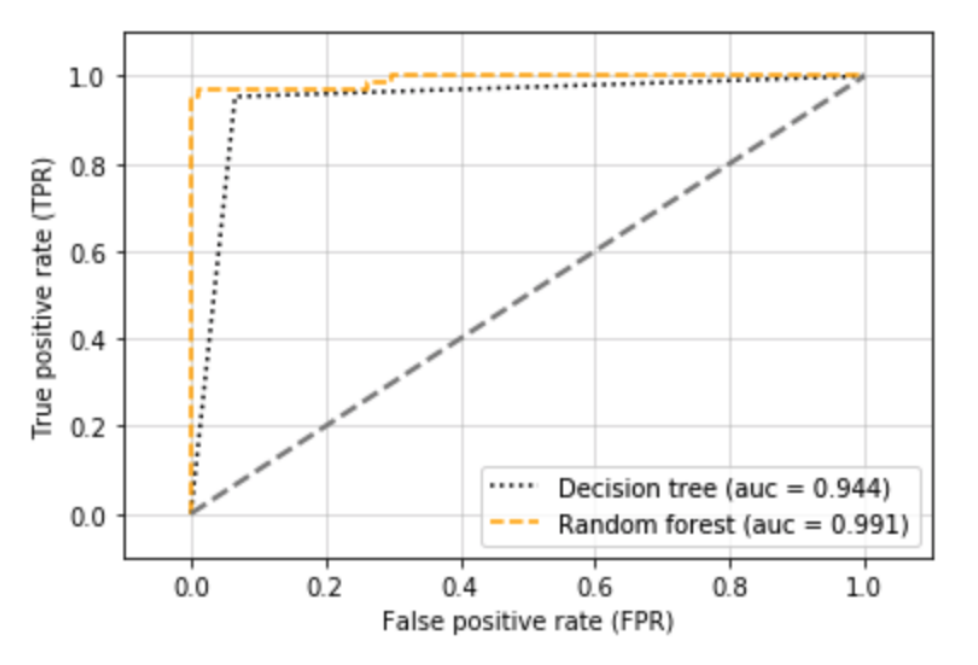 1.0
0.8
0.6
0.4
0.2
0.0
True positive rate (TPR)
Decision tree (auc = 0.944)
Random forest (auc = 0.991)
0.0 0.2 0.4 0.6 0.8 1.0
False positive rate (FPR)